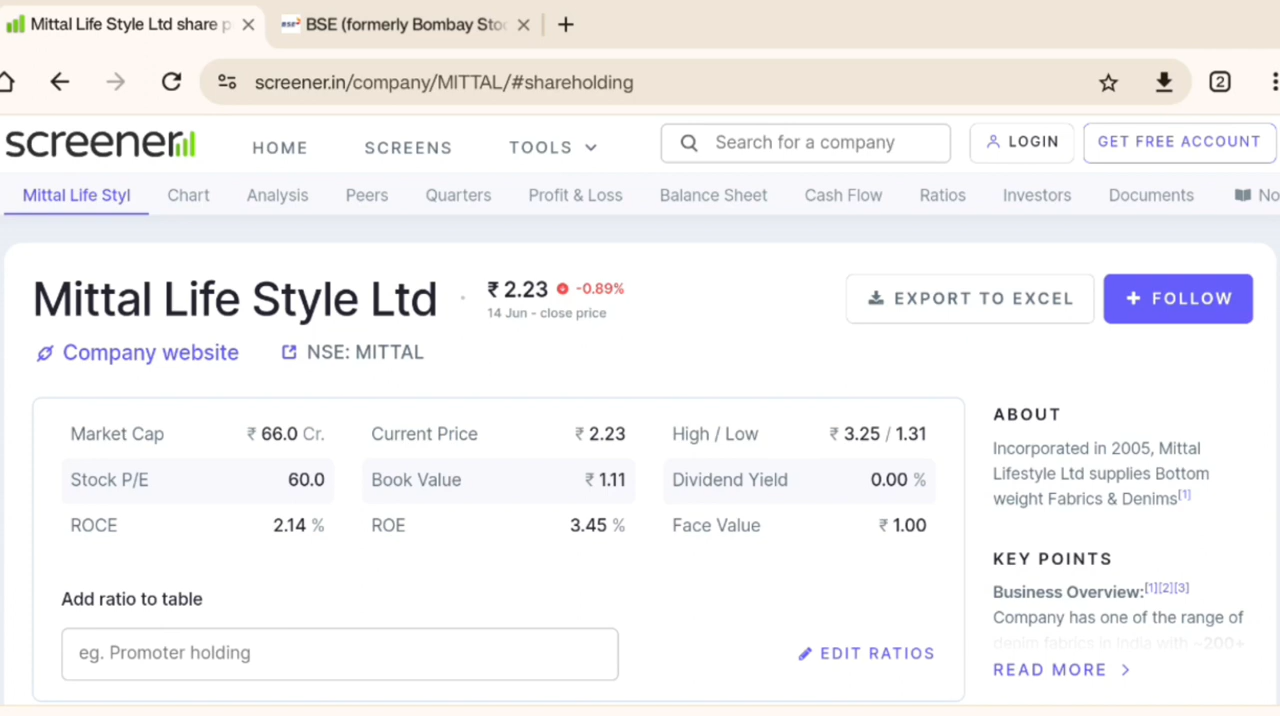 Mittal Life Style Ltd share p
BSE (formerly Bombay Sto
screener.in/company/MITTAL/#shareholding
2
screener
HOME
SCREENS
TOOLS
Search for a company
LOGIN
GET FREE ACCOUNT
Mittal Life Styl
Chart
Analysis
Peers
Quarters
Profit & Loss
Balance Sheet
Cash Flow
Ratios
Investors
Documents
No
Mittal Life Style Ltd
₹ 2.23 -0.89%
14 Jun - close price
EXPORT TO EXCEL
+ FOLLOW
Company website
NSE: MITTAL
Market Cap ₹ 66.0 Cr.
Current Price ₹ 2.23
High / Low ₹ 3.25 / 1.31
Stock P/E 60.0
Book Value ₹ 1.11
Dividend Yield 0.00 %
ROCE 2.14 %
ROE 3.45 %
Face Value ₹ 1.00
Add ratio to table
eg. Promoter holding
EDIT RATIOS
ABOUT
Incorporated in 2005, Mittal
Lifestyle Ltd supplies Bottom
weight Fabrics & Denims[1]
KEY POINTS
Business Overview:[1][2][3]
Company has one of the range of
denim fabrics in India with ~200+
READ MORE